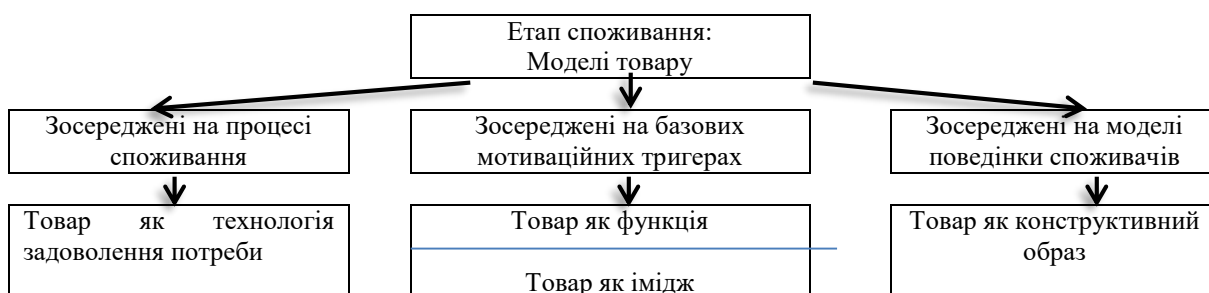 Етап споживання:
Моделі товару
Зосереджені на процесі
споживання
Зосереджені на базових
мотиваційних тригерах
Зосереджені на моделі
поведінки споживачів
Товар як технологія
задоволення потреби
Товар як функція
Товар як імідж
Товар як конструктивний
образ